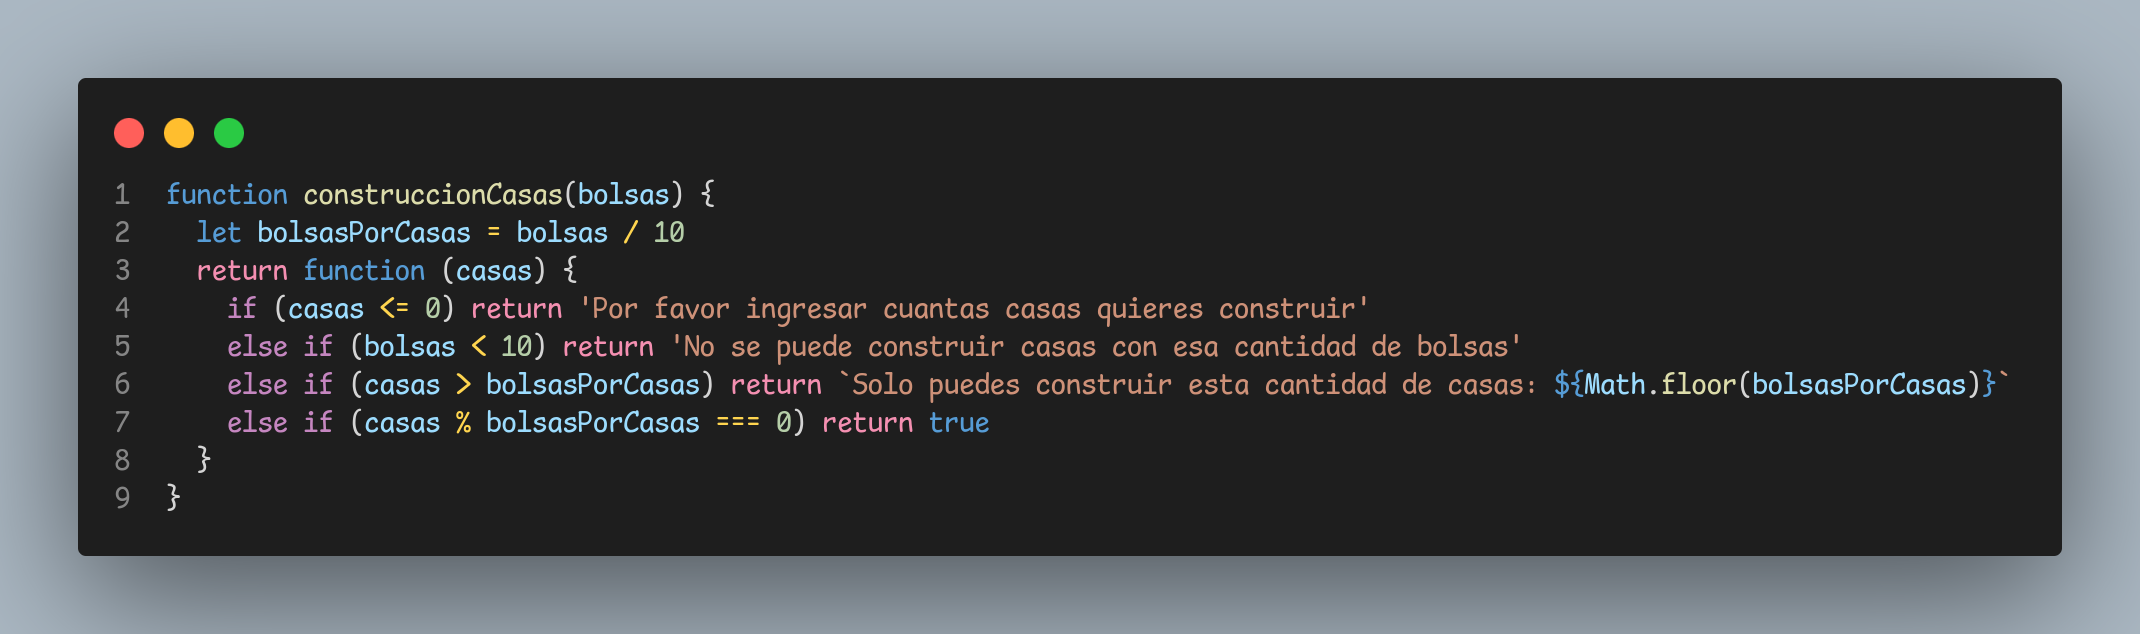 1 function construccionCasas(bolsas) {
2   let bolsasPorCasas = bolsas / 10
3   return function (casas) {
4     if (casas <= 0) return 'Por favor ingresar cuantas casas quieres construir'
5     else if (bolsas < 10) return 'No se puede construir casas con esa cantidad de bolsas'
6     else if (casas > bolsasPorCasas) return `Solo puedes construir esta cantidad de casas: ${Math.floor(bolsasPorCasas)}`
7     else if (casas % bolsasPorCasas === 0) return true
8   }
9 }